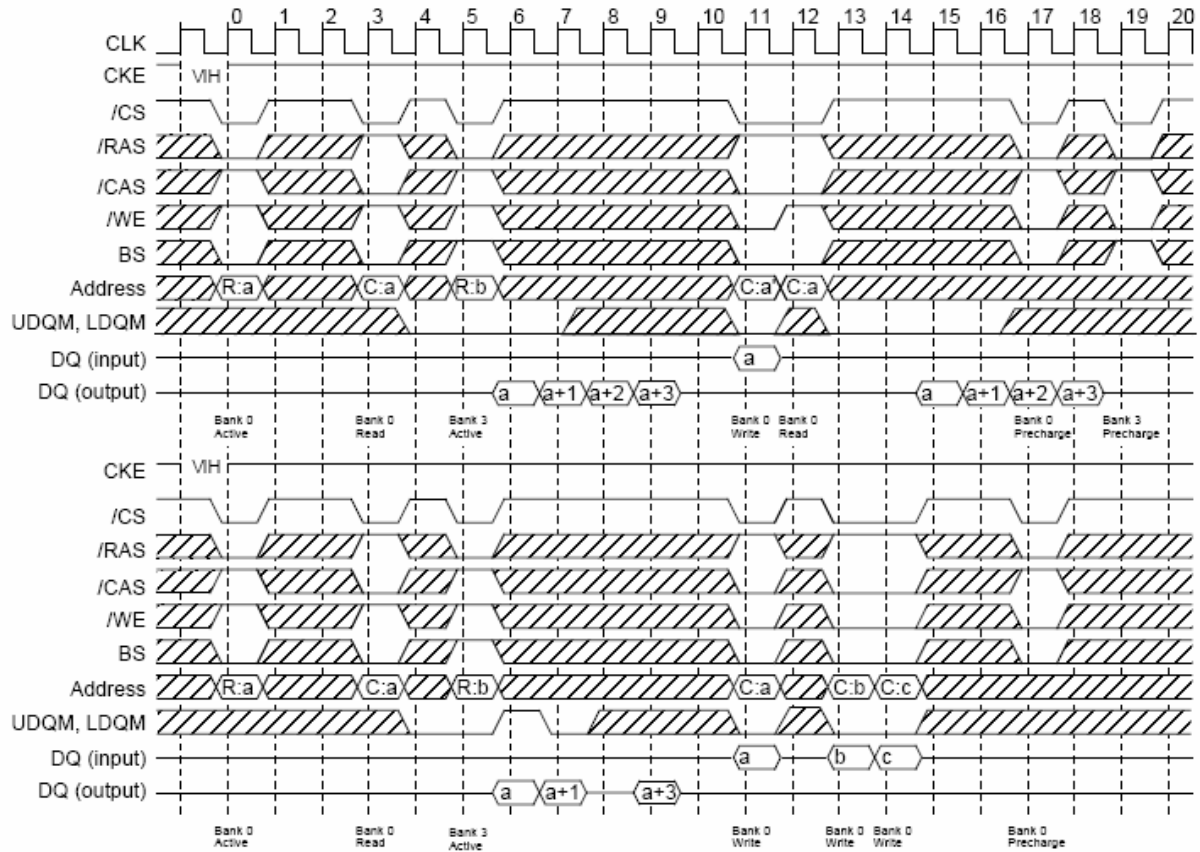 0 1 2 3 4 5 6 7 8 9 10 11 12 13 14 15 16 17 18 19 20
CLK
CKE VIH
/CS
/RAS
/CAS
/WE
BS
Address R:a C:a R:b C:a' C:a
UDQM, LDQM
DQ (input) a
DQ (output) a a+1 a+2 a+3 a a+1 a+2 a+3
Bank 0 Bank 0 Bank 3 Bank 0 Bank 0 Bank 0 Bank 3
Active Read Active Write Read Precharge Precharge
CKE VIH
/CS
/RAS
/CAS
/WE
BS
Address R:a C:a R:b C:a C:b C:c
UDQM, LDQM
DQ (input) a b c
DQ (output) a a+1 a+3
Bank 0 Bank 0 Bank 3 Bank 0 Bank 0 Bank 0 Bank 0
Active Read Active Write Write Write Precharge